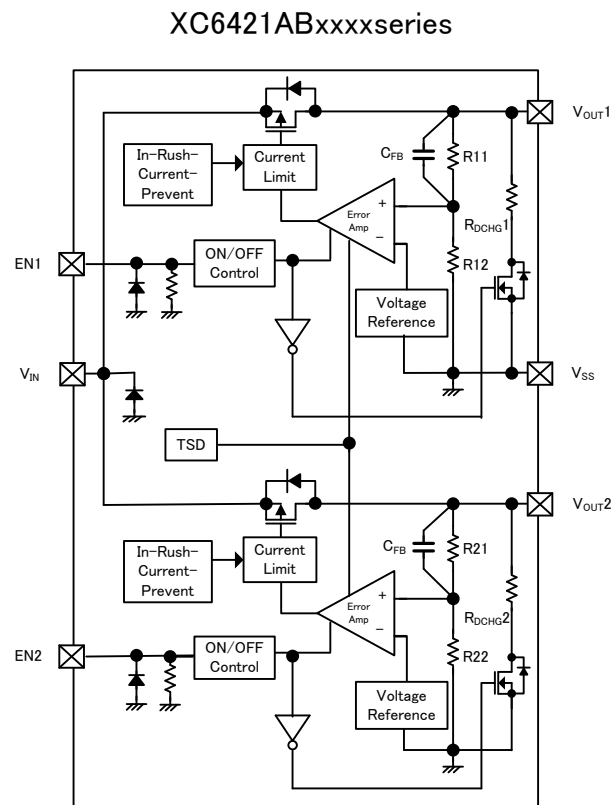 XC6421ABxxxxseries
VOUT1
In-Rush-
Current-
Prevent
Current
Limit
CFB
R11
Error
Amp
+
−
RDCHG1
EN1
ON/OFF
Control
R12
Voltage
Reference
VIN
VSS
TSD
VOUT2
In-Rush-
Current-
Prevent
Current
Limit
CFB
R21
Error
Amp
+
−
RDCHG2
EN2
ON/OFF
Control
R22
Voltage
Reference